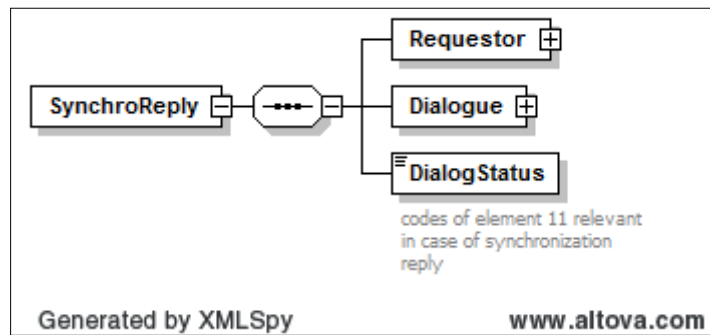 Requestor
SynchroReply
Dialogue
DialogStatus
codes of element 11 relevant
in case of synchronization
reply
Generated by XMLSpy
www.altova.com